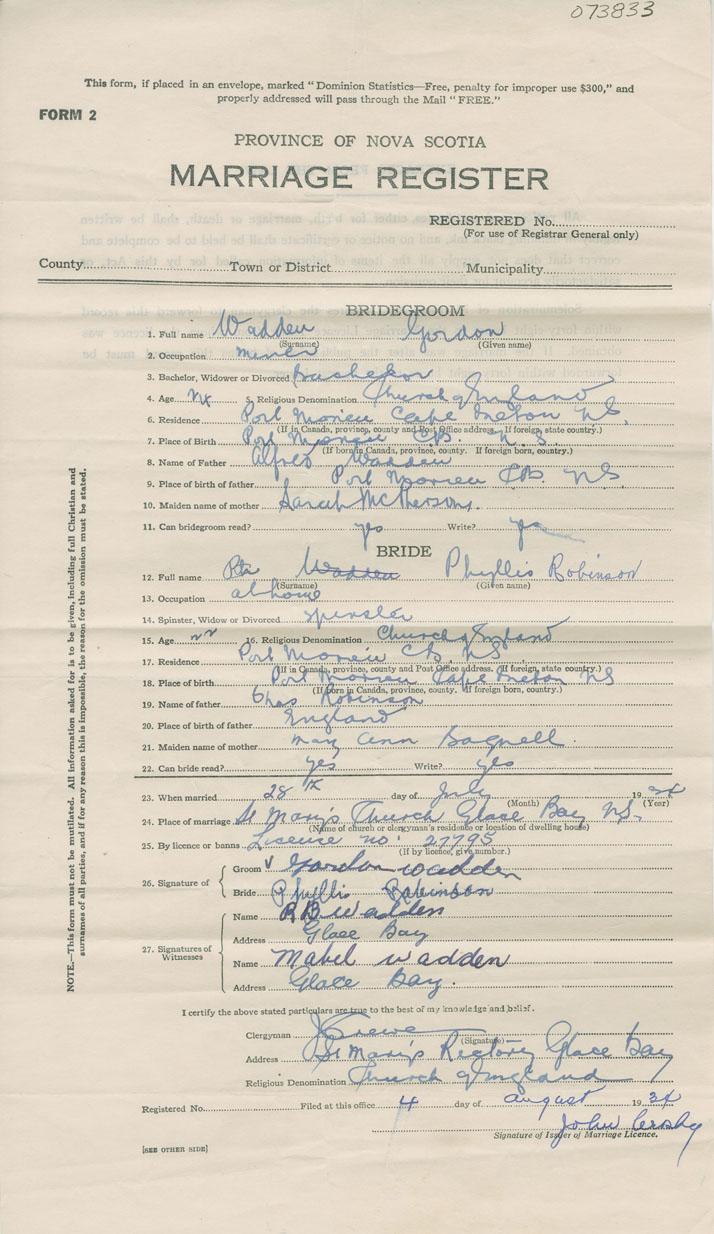 073833
This form, if placed in an envelope, marked "Dominion Statistics—Free, penalty for improper use $300," and
properly addressed will pass through the Mail "FREE."
FORM 2
PROVINCE OF NOVA SCOTIA
MARRIAGE REGISTER
REGISTERED No.
(For use of Registrar General only)
County Town or District Municipality
BRIDEGROOM
1. Full name Wadden Gordon
(Surname) (Given name)
2. Occupation miner
3. Bachelor, Widower or Divorced Bachelor
4. Age 5. Religious Denomination Church of England
6. Residence Port Morien Cape Breton N.S.
(If in Canada, province, county and Post Office address. If foreign, state country.)
7. Place of Birth Port Morien C.B. N.S.
(If born in Canada, province, county. If foreign born, country.)
8. Name of Father Alfred Wadden
9. Place of birth of father Port Morien C.B. N.S.
10. Maiden name of mother Sarah McPherson
11. Can bridegroom read? yes Write? yes
BRIDE
12. Full name Wadden Phyllis Robinson
(Surname) (Given name)
13. Occupation at home
14. Spinster, Widow or Divorced spinster
15. Age 16. Religious Denomination Church of England
17. Residence Port Morien C.B. N.S.
(If in Canada, province, county and Post Office address. If foreign, state country.)
18. Place of birth Port Morien Cape Breton N.S
(If born in Canada, province, county. If foreign born, country.)
19. Name of father Chas Robinson
20. Place of birth of father England
21. Maiden name of mother Mary Ann Bagnell
22. Can bride read? yes Write? yes
23. When married 28th day of July 19
(Month) (Year)
24. Place of marriage St Mary's Church Glace Bay N.S.
(Name of church or clergyman's residence or location of dwelling house)
25. By licence or banns Licence no. 27795
(If by licence, give number.)
26. Signature of
Groom Gordon Wadden
Bride Phyllis Robinson
27. Signatures of Witnesses
Name Wadden
Address Glace Bay
Name Mabel Wadden
Address Glace Bay.
I certify the above stated particulars are true to the best of my knowledge and belief.
Clergyman
(Signature)
Address St Mary's Rectory Glace Bay
Religious Denomination Church of England
Registered No. Filed at this office 4 day of August 19
John
Signature of Issuer of Marriage Licence.
[SEE OTHER SIDE]
NOTE.—This form must not be mutilated. All information asked for is to be given, including full Christian and
surnames of all parties, and if for any reason this is impossible, the reason for the omission must be stated.